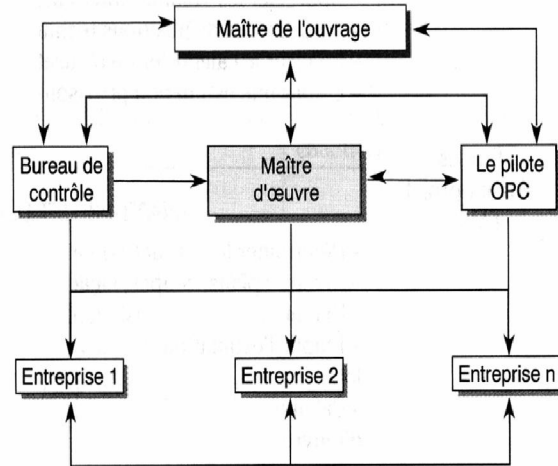 Maître de l'ouvrage
Bureau de
contrôle
Maître
d'œuvre
Le pilote
OPC
Entreprise 1
Entreprise 2
Entreprise n